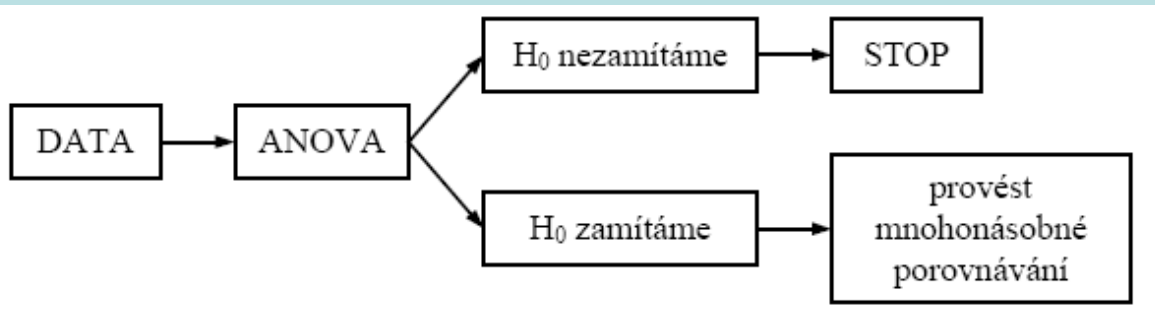 DATA
ANOVA
H₀ nezamítáme
STOP
H₀ zamítáme
provést
mnohonásobné
porovnávání